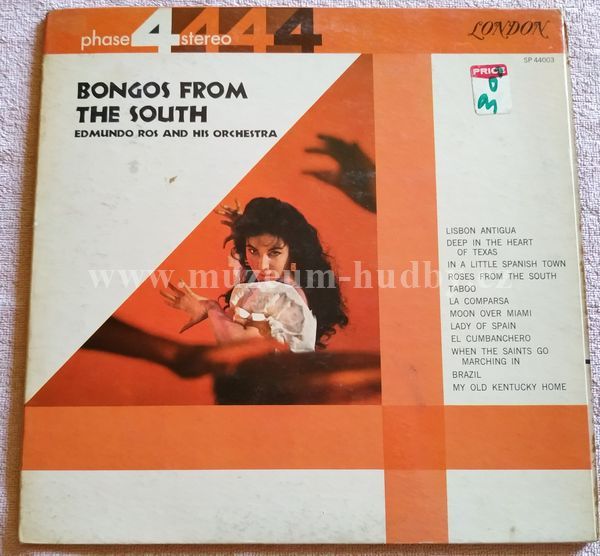 phase 4 stereo 4 4 4
LONDON
SP 44003
PRICE
BONGOS FROM
THE SOUTH
EDMUNDO ROS AND HIS ORCHESTRA
LISBON ANTIGUA
DEEP IN THE HEART
OF TEXAS
IN A LITTLE SPANISH TOWN
ROSES FROM THE SOUTH
TABOO
LA COMPARSA
MOON OVER MIAMI
LADY OF SPAIN
EL CUMBANCHERO
WHEN THE SAINTS GO
MARCHING IN
BRAZIL
MY OLD KENTUCKY HOME
www.muzeum-hudby.cz